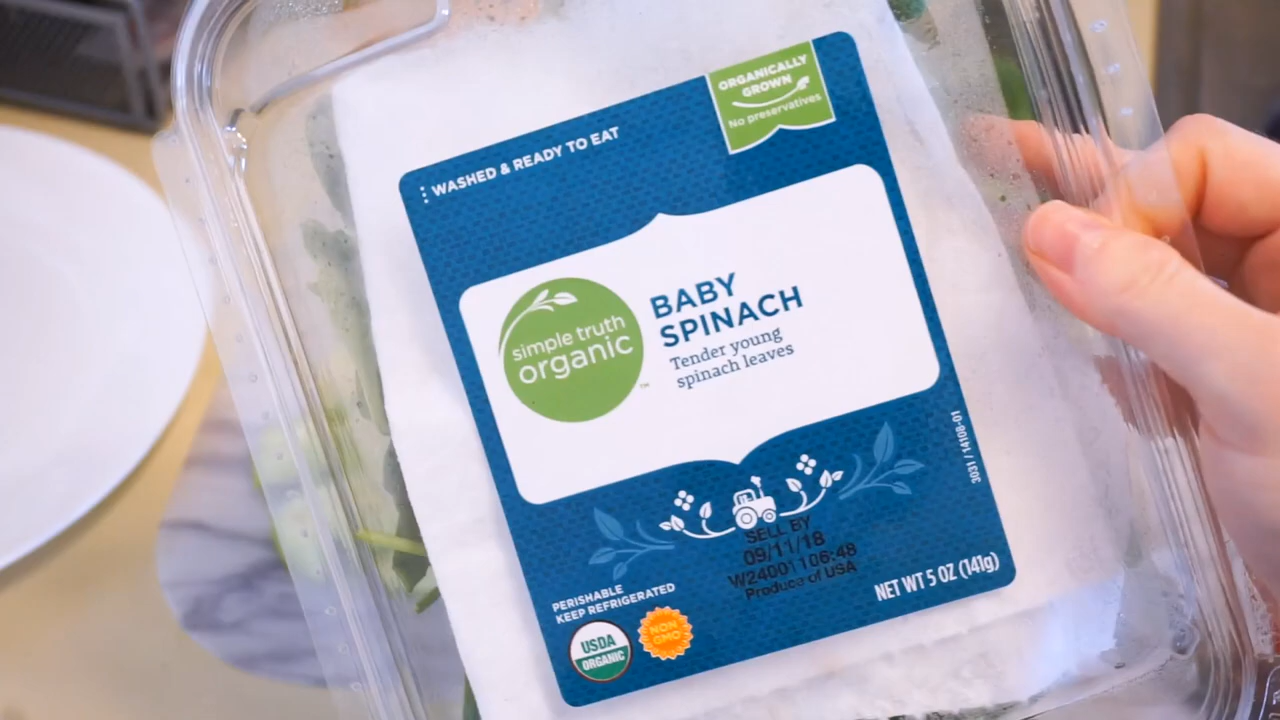 ORGANICALLY
GROWN
No preservatives
WASHED & READY TO EAT
simple truth
organic
™
BABY
SPINACH
Tender young
spinach leaves
3031 / 14108-01
SELL BY
09/11/18
W24001106:48
Produce of USA
NET WT 5 OZ (141g)
PERISHABLE
KEEP REFRIGERATED
USDA
ORGANIC
NON
GMO